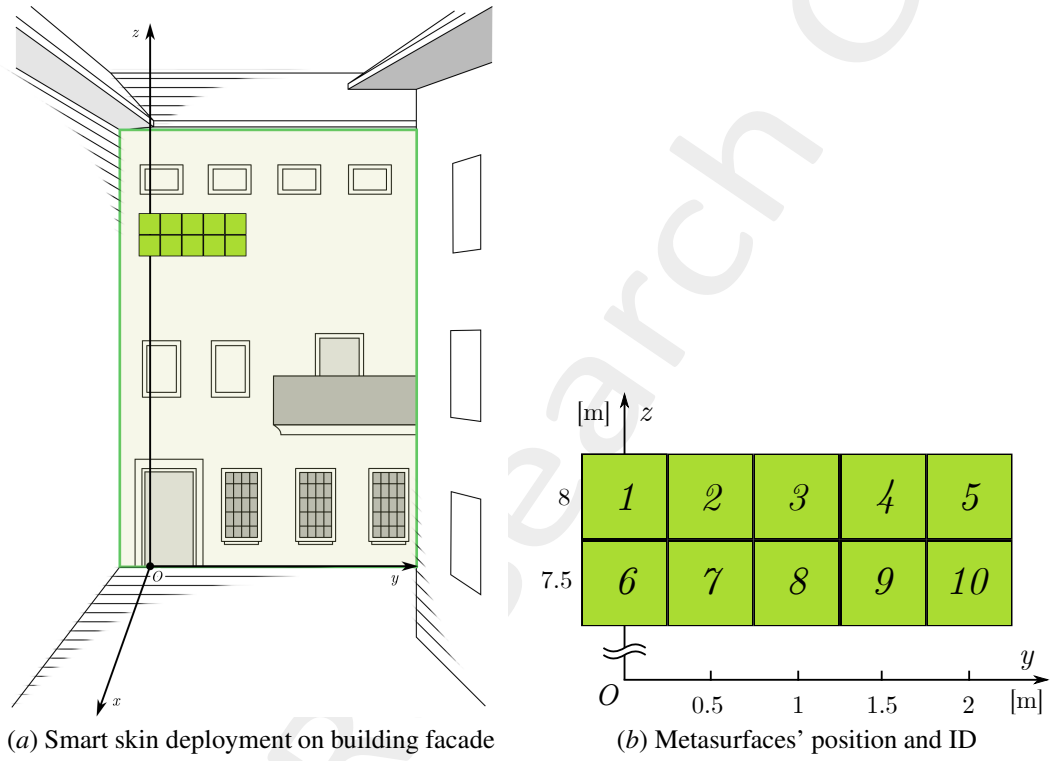 z
O
y
x
(a) Smart skin deployment on building facade
[m] z
8 1 2 3 4 5
7.5 6 7 8 9 10
y
O 0.5 1 1.5 2 [m]
(b) Metasurfaces' position and ID
earch